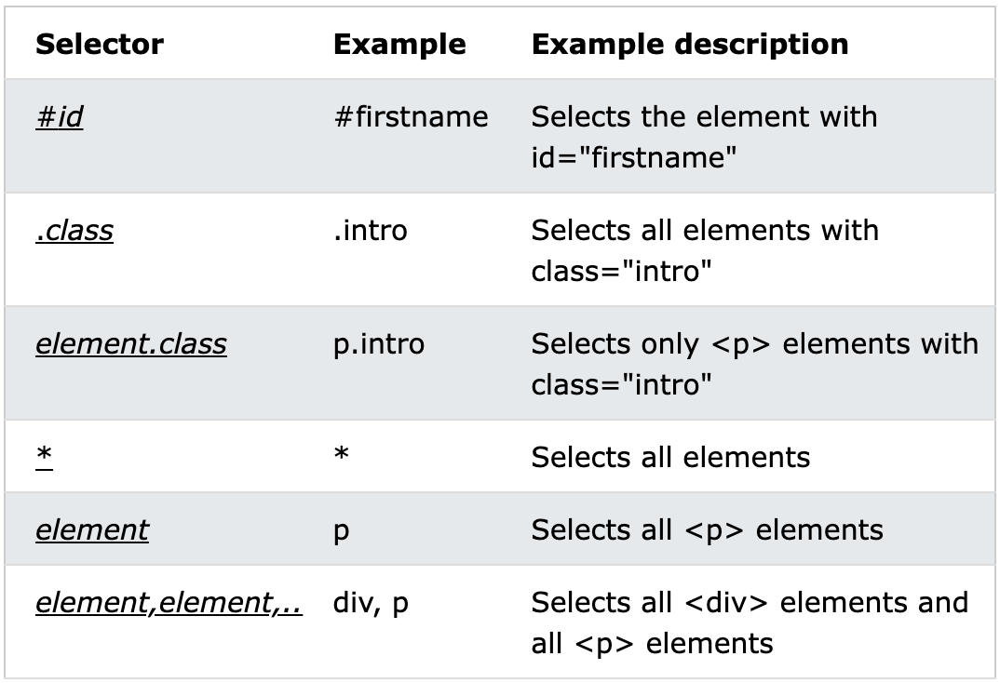 Selector Example Example description
#id #firstname Selects the element with
id="firstname"
.class .intro Selects all elements with
class="intro"
element.class p.intro Selects only <p> elements with
class="intro"
* * Selects all elements
element p Selects all <p> elements
element,element,.. div, p Selects all <div> elements and
all <p> elements